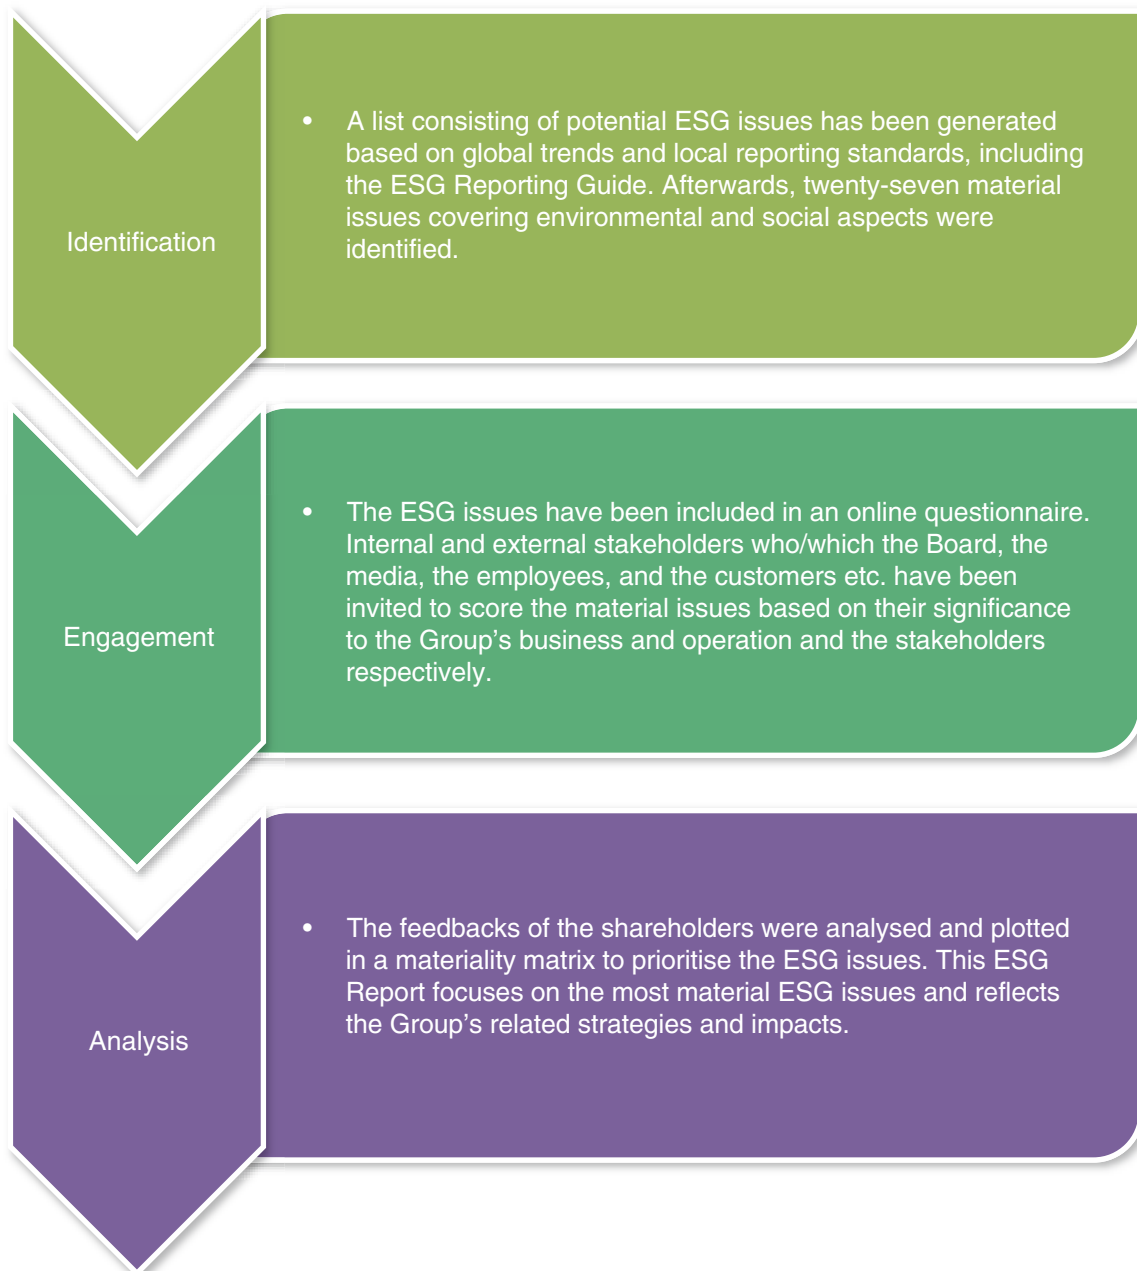 Identification
• A list consisting of potential ESG issues has been generated
based on global trends and local reporting standards, including
the ESG Reporting Guide. Afterwards, twenty-seven material
issues covering environmental and social aspects were
identified.
Engagement
• The ESG issues have been included in an online questionnaire.
Internal and external stakeholders who/which the Board, the
media, the employees, and the customers etc. have been
invited to score the material issues based on their significance
to the Group’s business and operation and the stakeholders
respectively.
Analysis
• The feedbacks of the shareholders were analysed and plotted
in a materiality matrix to prioritise the ESG issues. This ESG
Report focuses on the most material ESG issues and reflects
the Group’s related strategies and impacts.